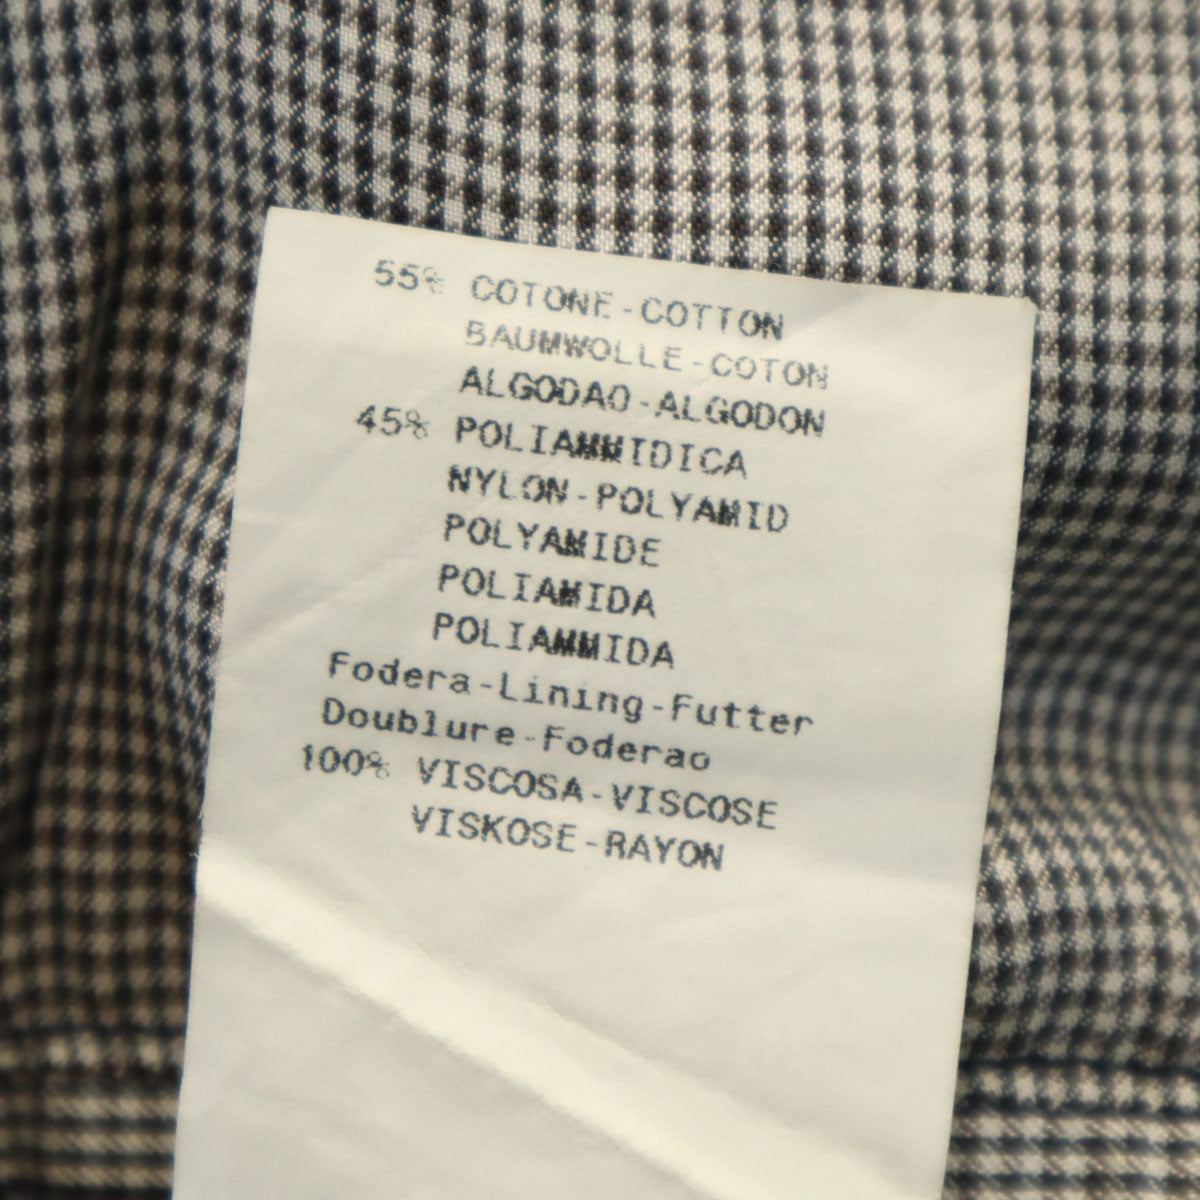 55% COTONE-COTTON
BAUMWOLLE-COTON
ALGODAO-ALGODON
45% POLIAMMIDICA
NYLON-POLYAMID
POLYAMIDE
POLIAMIDA
POLIAMMIDA
Fodera-Lining-Futter
Doublure-Foderao
100% VISCOSA-VISCOSE
VISKOSE-RAYON